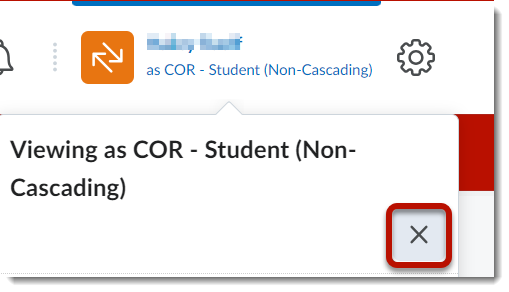 as COR - Student (Non-Cascading)
Viewing as COR - Student (Non-
Cascading)